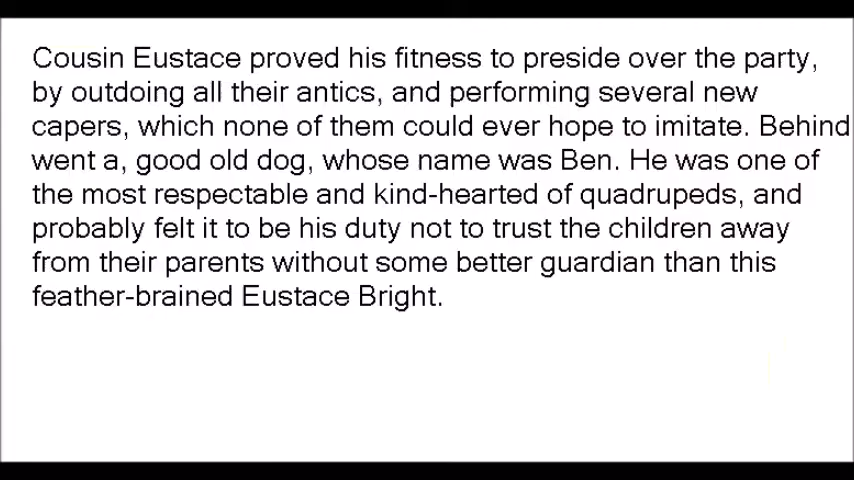 Cousin Eustace proved his fitness to preside over the party,
by outdoing all their antics, and performing several new
capers, which none of them could ever hope to imitate. Behind
went a, good old dog, whose name was Ben. He was one of
the most respectable and kind-hearted of quadrupeds, and
probably felt it to be his duty not to trust the children away
from their parents without some better guardian than this
feather-brained Eustace Bright.